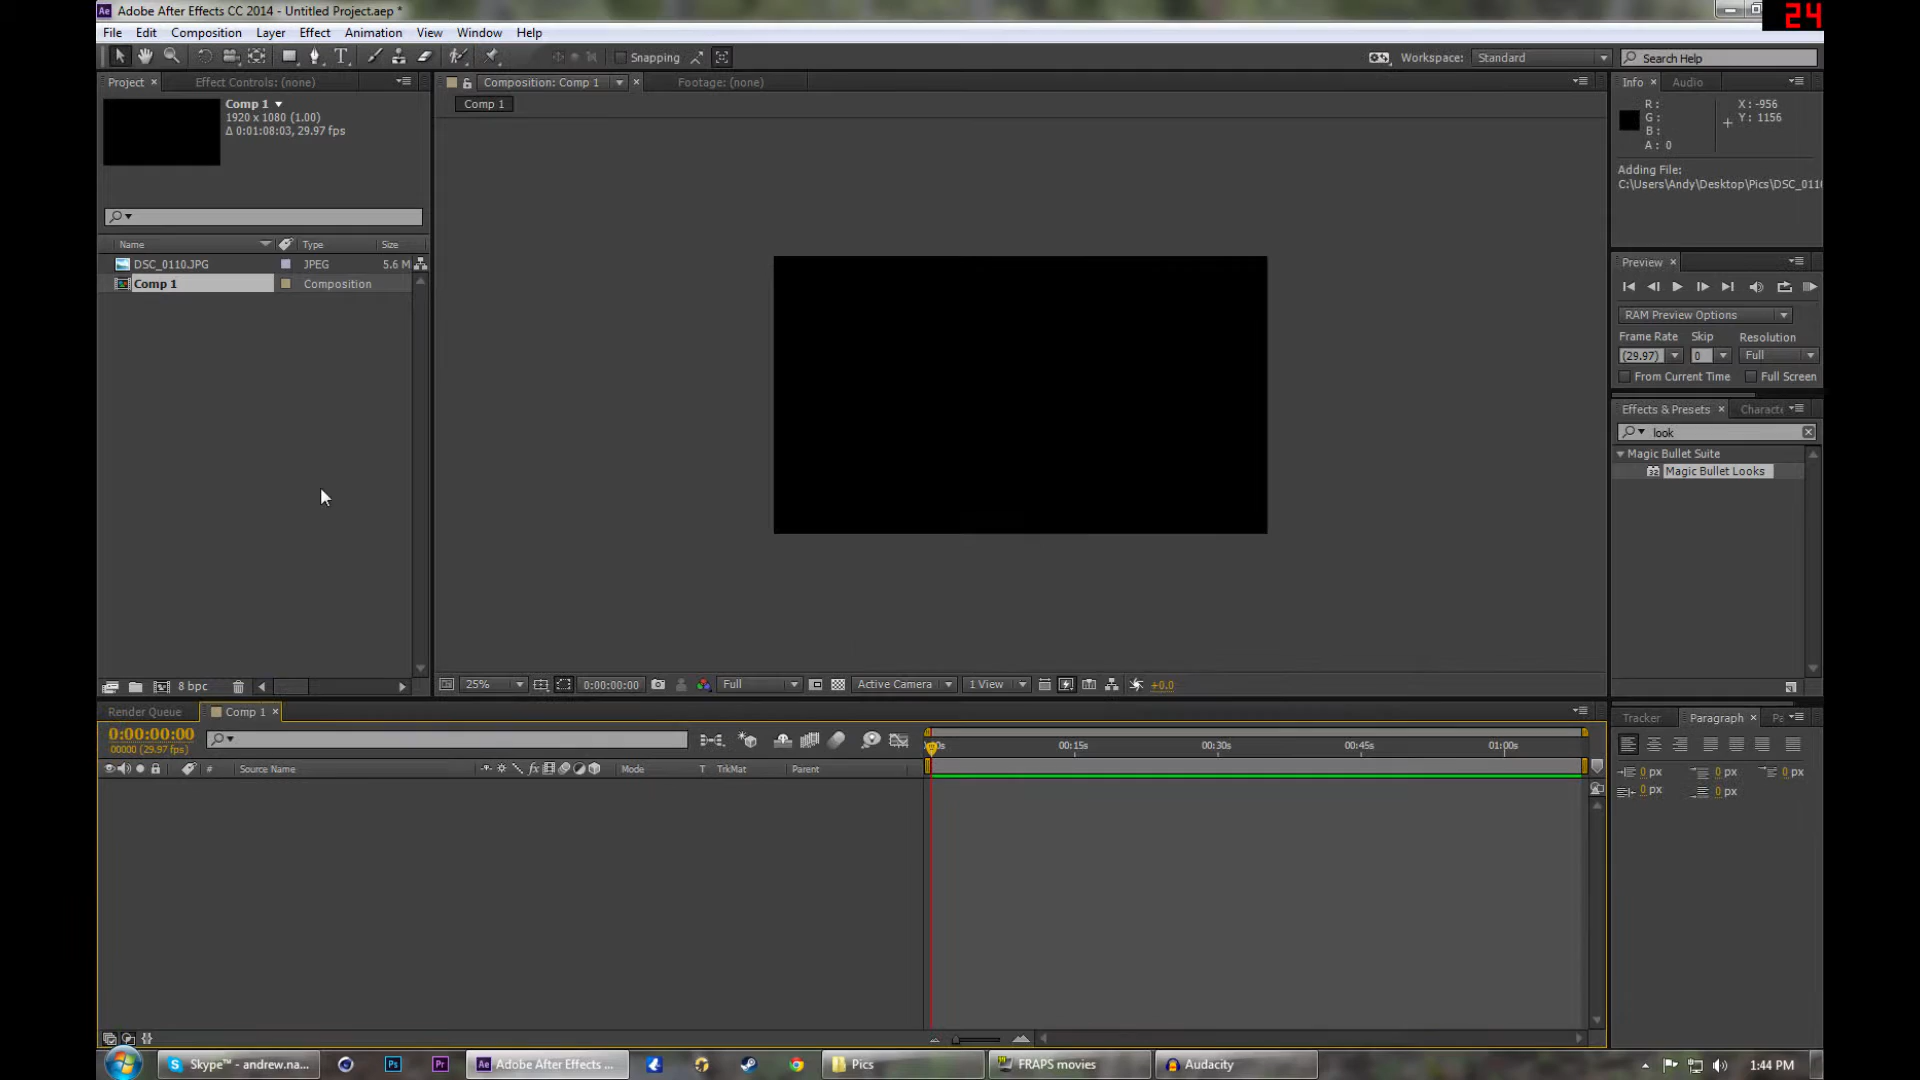 Adobe After Effects CC 2014 - Untitled Project.aep *
24
File Edit Composition Layer Effect Animation View Window Help
Snapping
Workspace: Standard
Search Help
Project × Effect Controls: (none)
Composition: Comp 1
Footage: (none)
Info × Audio
Comp 1
1920 x 1080 (1.00)
Δ 0:01:08:03, 29.97 fps
Comp 1
R :
G :
B :
A : 0
X : -956
Y : 1156
Adding File:
C:\Users\Andy\Desktop\Pics\DSC_011
Name Type Size
DSC_0110.JPG JPEG 5.6 M
Comp 1 Composition
Preview ×
RAM Preview Options
Frame Rate Skip Resolution
(29.97) 0 Full
From Current Time Full Screen
Effects & Presets × Characte
look
Magic Bullet Suite
32 Magic Bullet Looks
8 bpc
25% 0:00:00:00 Full Active Camera 1 View +0.0
Render Queue Comp 1 ×
0:00:00:00
00000 (29.97 fps)
00:15s 00:30s 00:45s 01:00s
# Source Name fx Mode T TrkMat Parent
Tracker Paragraph × Pa
0 px 0 px 0 px
0 px 0 px
Skype™ - andrew.na... Ps Pr Ae Adobe After Effects ... Pics FRAPS movies Audacity 1:44 PM